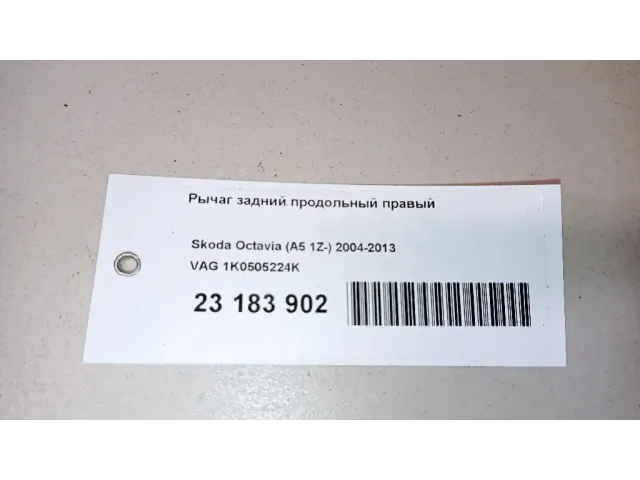 Рычаг задний продольный правый
Skoda Octavia (A5 1Z-) 2004-2013
VAG 1K0505224K
23 183 902